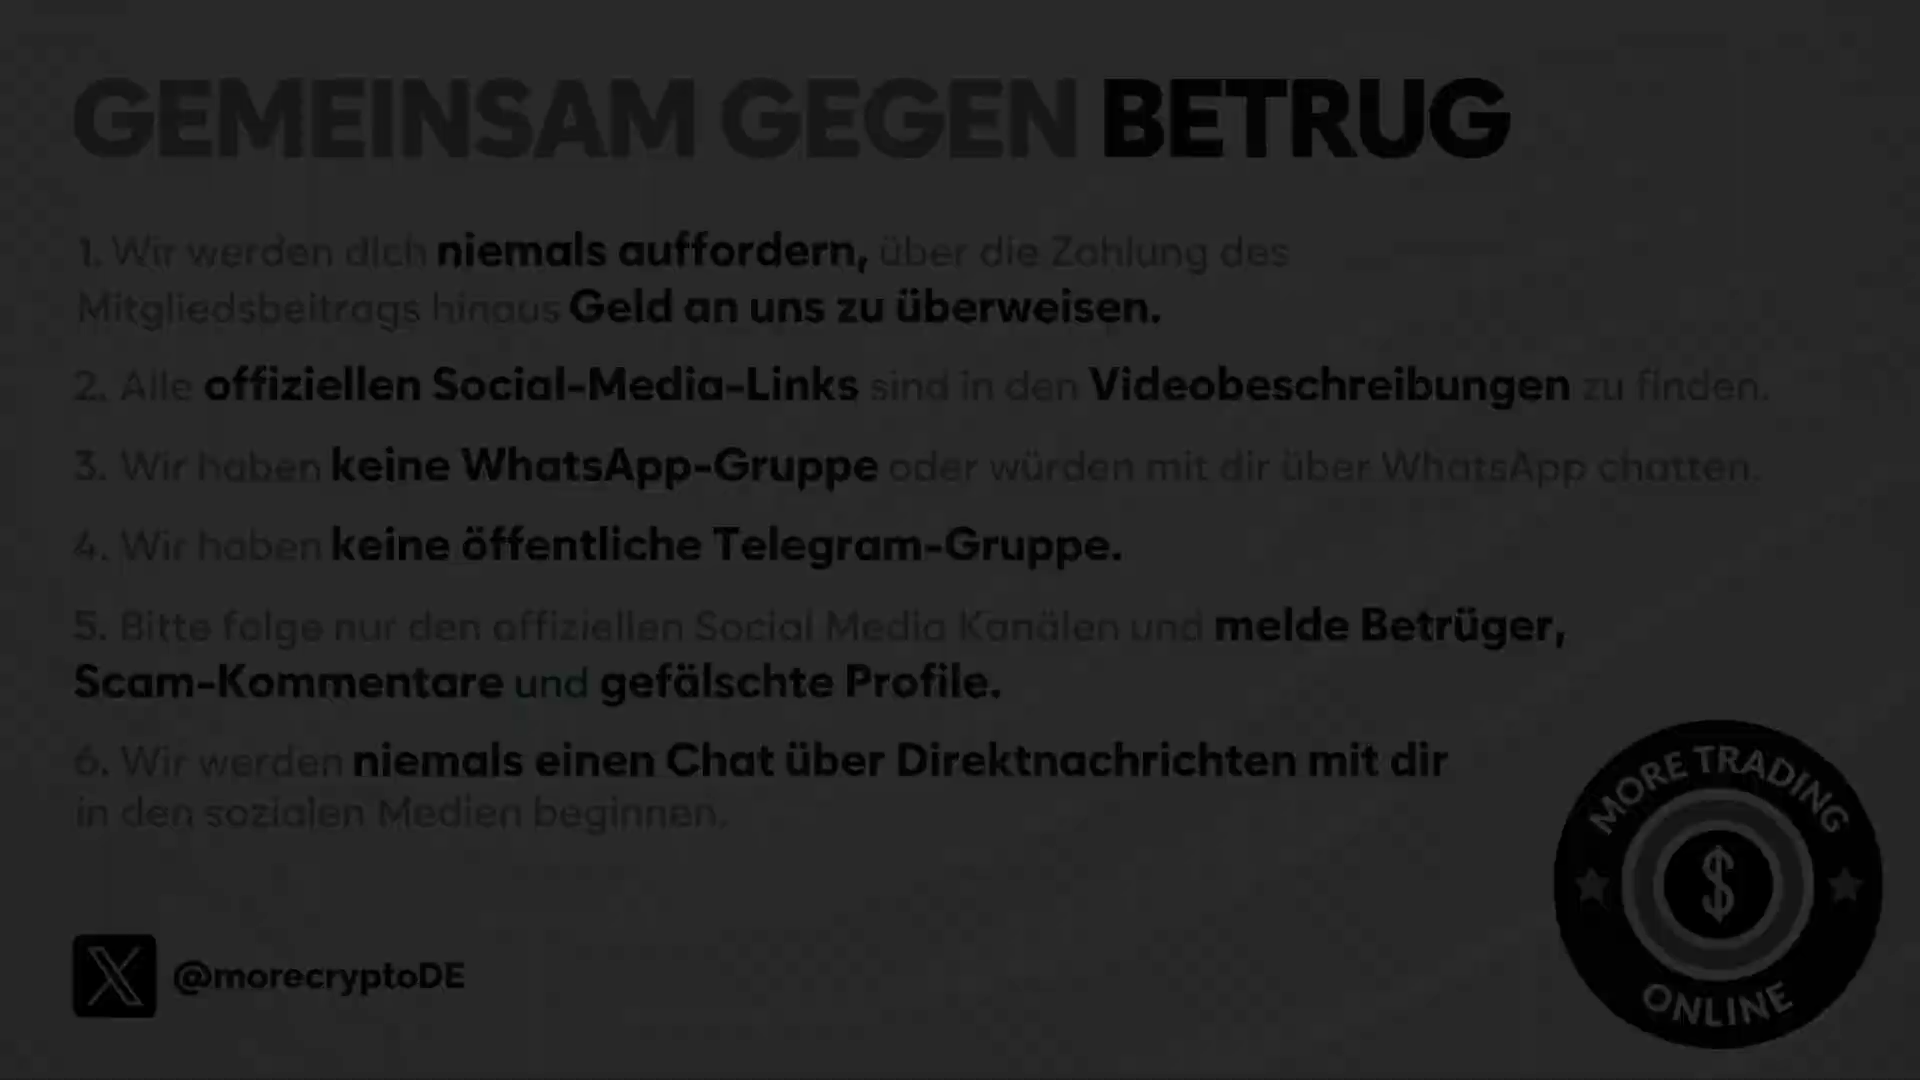 GEMEINSAM GEGEN BETRUG
1. Wir werden dich niemals auffordern, über die Zahlung des
Mitgliedsbeitrags hinaus Geld an uns zu überweisen.
2. Alle offiziellen Social-Media-Links sind in den Videobeschreibungen zu finden.
3. Wir haben keine WhatsApp-Gruppe oder würden mit dir über WhatsApp chatten.
4. Wir haben keine öffentliche Telegram-Gruppe.
5. Bitte folge nur den offiziellen Social Media Kanälen und melde Betrüger,
Scam-Kommentare und gefälschte Profile.
6. Wir werden niemals einen Chat über Direktnachrichten mit dir
in den sozialen Medien beginnen.
MORE TRADING
$
ONLINE
X @morecryptoDE